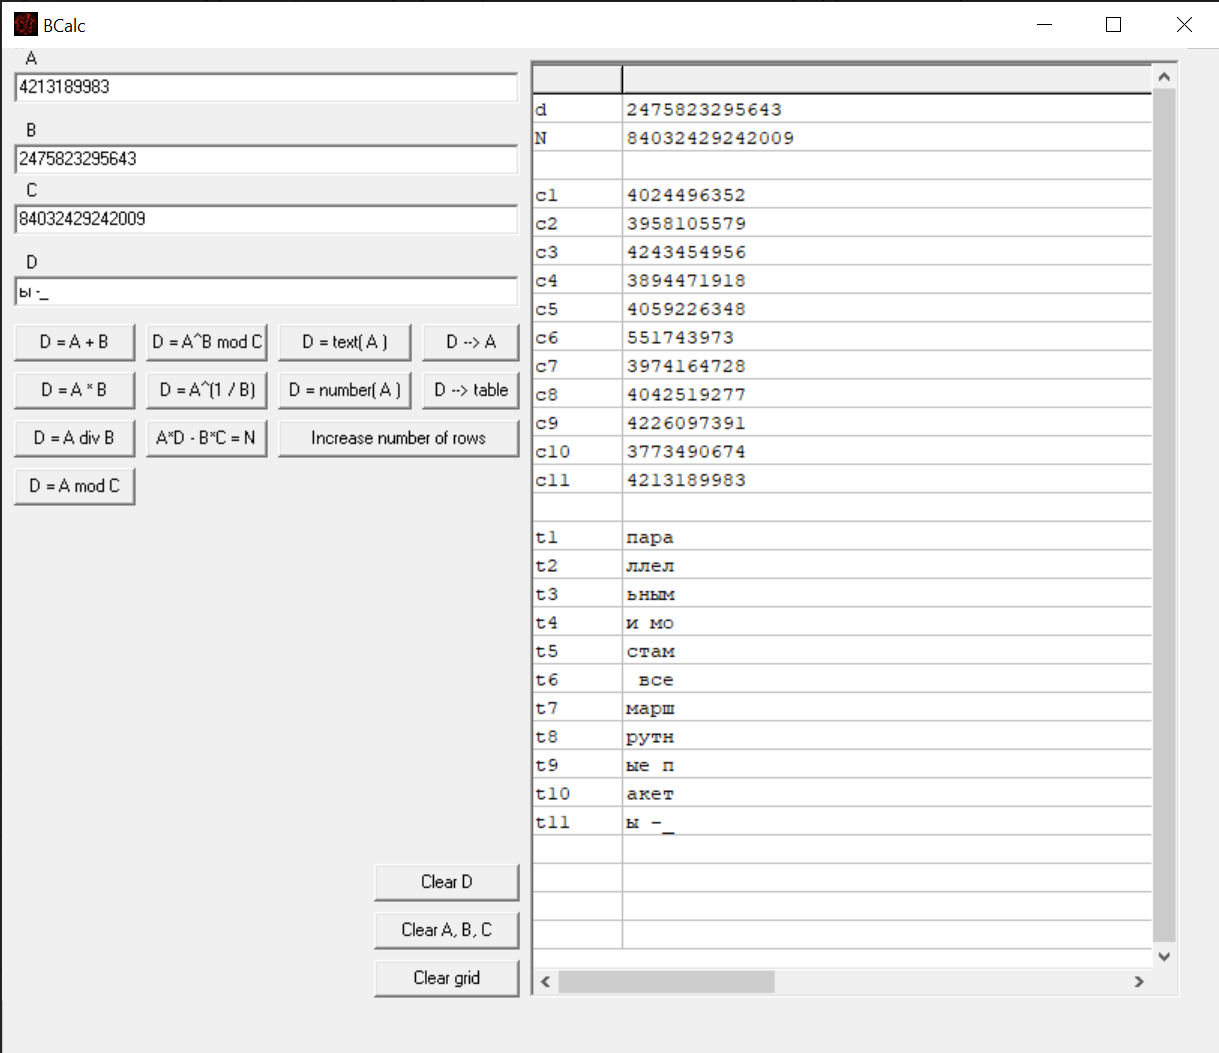 BCalc
A
4213189983
B
2475823295643
C
84032429242009
D
ы -_
D = A + B
D = A^B mod C
D = text( A )
D --> A
D = A * B
D = A^(1 / B)
D = number( A )
D --> table
D = A div B
A*D - B*C = N
Increase number of rows
D = A mod C
Clear D
Clear A, B, C
Clear grid
d 2475823295643
N 84032429242009
c1 4024496352
c2 3958105579
c3 4243454956
c4 3894471918
c5 4059226348
c6 551743973
c7 3974164728
c8 4042519277
c9 4226097391
c10 3773490674
c11 4213189983
t1 пара
t2 ллел
t3 ьным
t4 и мо
t5 стам
t6  все
t7 марш
t8 рутн
t9 ые п
t10 акет
t11 ы -_